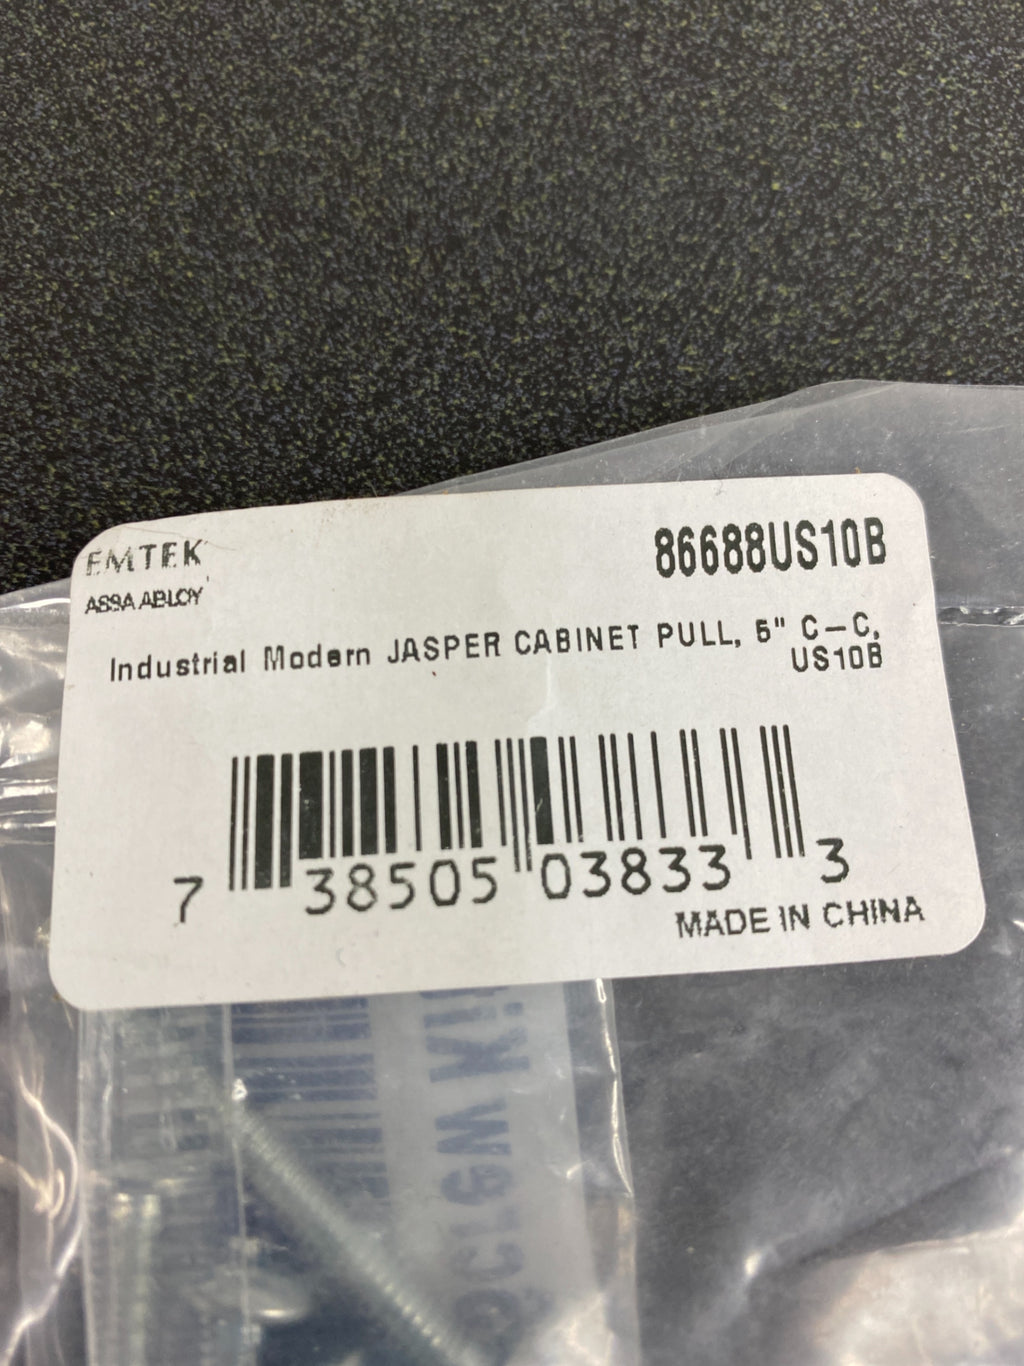 EMTEK
ASSA ABLOY
86688US10B
Industrial Modern JASPER CABINET PULL, 5" C-C,
US10B
7 38505 03833 3
MADE IN CHINA